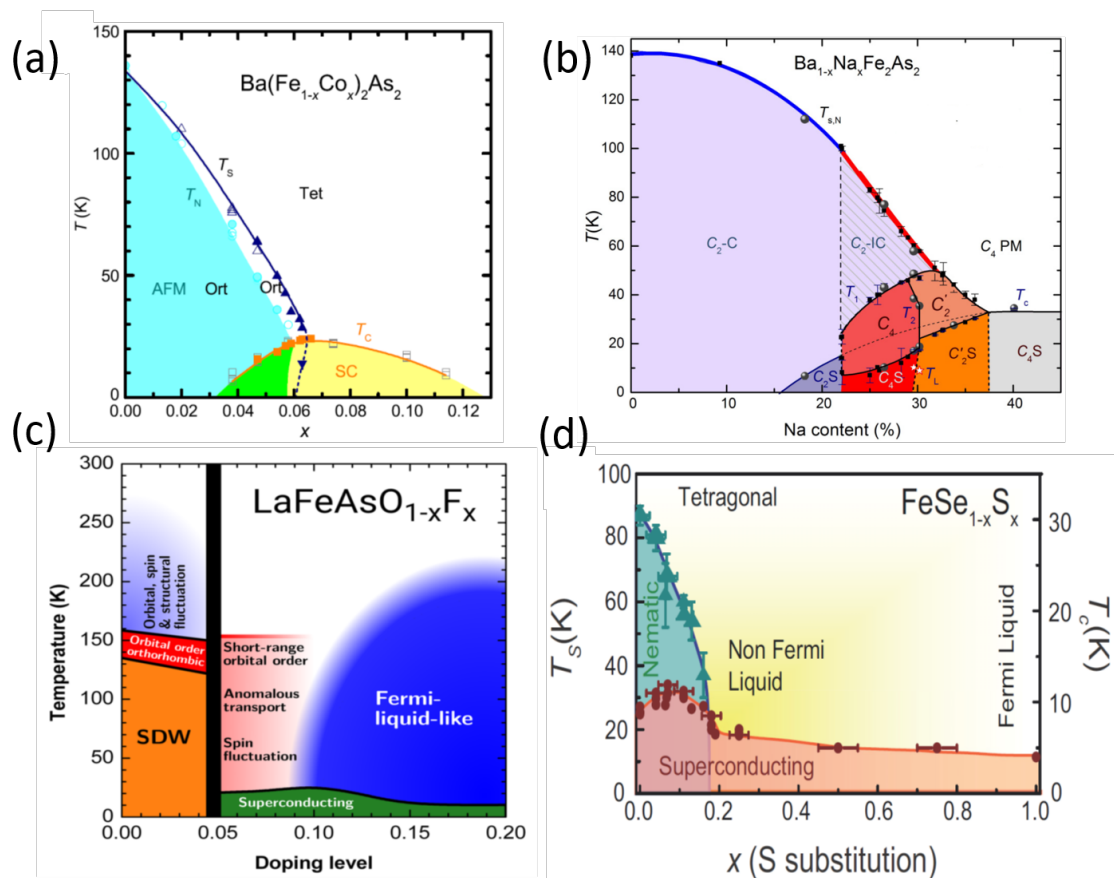 (a)
Ba(Fe1-xCox)2As2
150
100
50
0
T (K)
TS
TN
Tet
AFM
Ort
Ort
TC
SC
0.00
0.02
0.04
0.06
0.08
0.10
0.12
x
(b)
Ba1-xNaxFe2As2
140
120
100
80
60
40
20
0
T(K)
Ts,N
C2-C
C2-IC
C4 PM
T1
T2
Tc
C4
C2'
C2S
C4S
TL
C2'S
C4S
0
10
20
30
40
Na content (%)
(c)
LaFeAsO1-xFx
300
250
200
150
100
50
0
Temperature (K)
Orbital, spin
& structural
fluctuation
Orbital order
orthorhombic
SDW
Short-range
orbital order
Anomalous
transport
Spin
fluctuation
Fermi-
liquid-like
Superconducting
0.00
0.05
0.10
0.15
0.20
Doping level
(d)
Tetragonal
FeSe1-xSx
100
80
60
40
20
0
TS(K)
Nematic
Non Fermi
Liquid
Fermi Liquid
Superconducting
30
20
10
0
Tc(K)
0.0
0.2
0.4
0.6
0.8
1.0
x (S substitution)